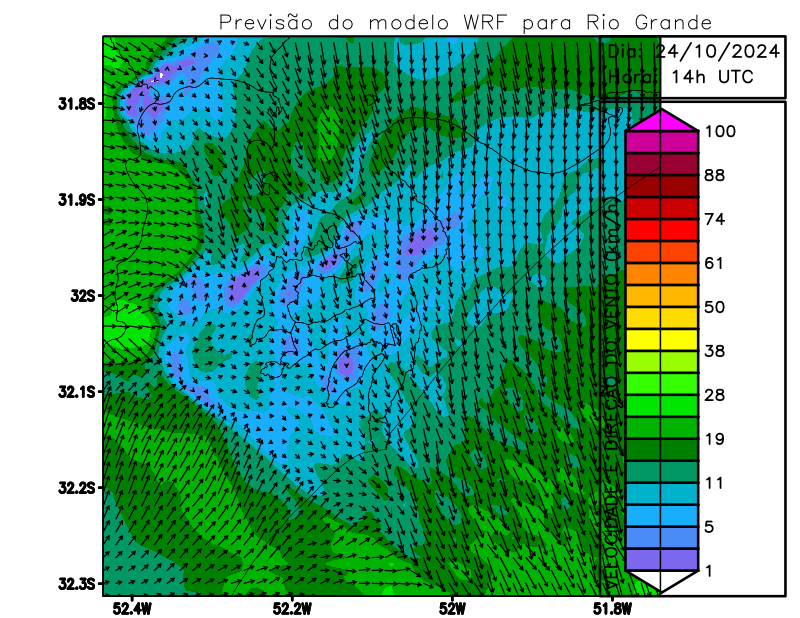 Previsão do modelo WRF para Rio Grande
Dia: 24/10/2024
Hora: 14h UTC
31.8S
31.9S
32S
32.1S
32.2S
32.3S
52.4W
52.2W
52W
51.8W
VELOCIDADE E DIREÇÃO DO VENTO (km/h)
100
88
74
61
50
38
28
19
11
5
1